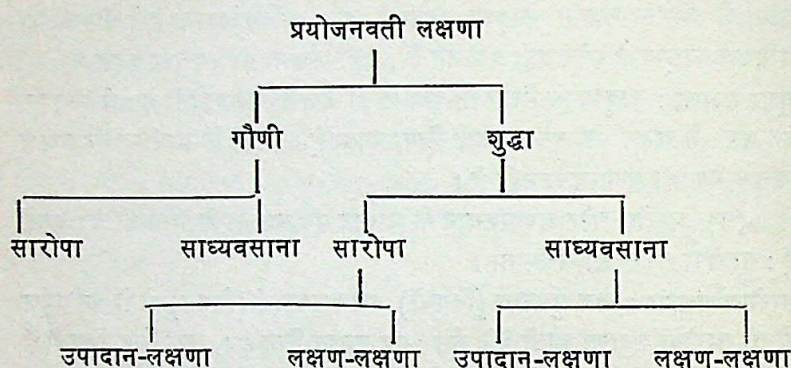 प्रयोजनवती लक्षणा
गौणी शुद्धा
सारोपा साध्यवसाना सारोपा साध्यवसाना
उपादान-लक्षणा लक्षण-लक्षणा उपादान-लक्षणा लक्षण-लक्षणा